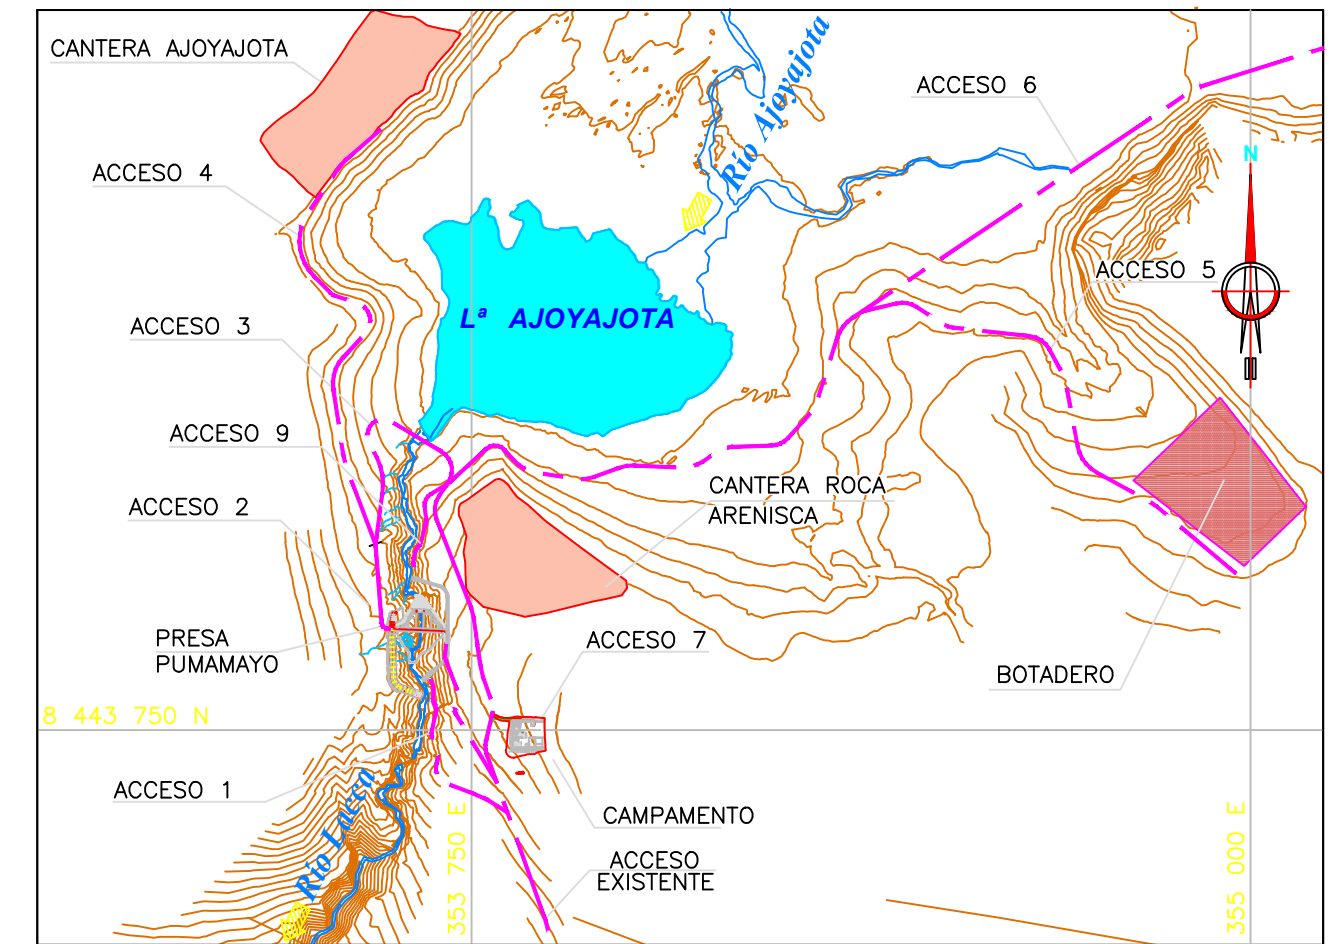 CANTERA AJOYAJOTA
Río Ajoyajota
ACCESO 6
N
ACCESO 4
ACCESO 5
ACCESO 3
Lª AJOYAJOTA
ACCESO 9
CANTERA ROCA
ARENISCA
ACCESO 2
PRESA
PUMAMAYO
ACCESO 7
BOTADERO
8 443 750 N
ACCESO 1
Río Lacca
CAMPAMENTO
353 750 E
355 000 E
ACCESO
EXISTENTE